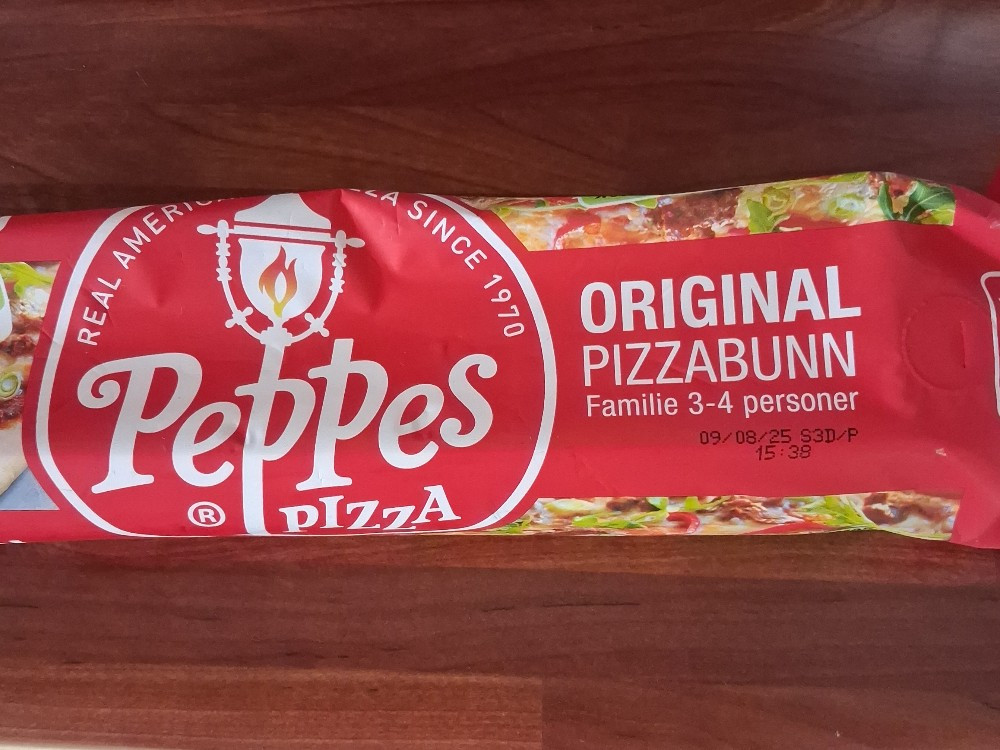 REAL AMERIC
ZA SINCE 1970
Peppes
®
PIZZA
ORIGINAL
PIZZABUNN
Familie 3-4 personer
09/08/25 S3D/P
15:38